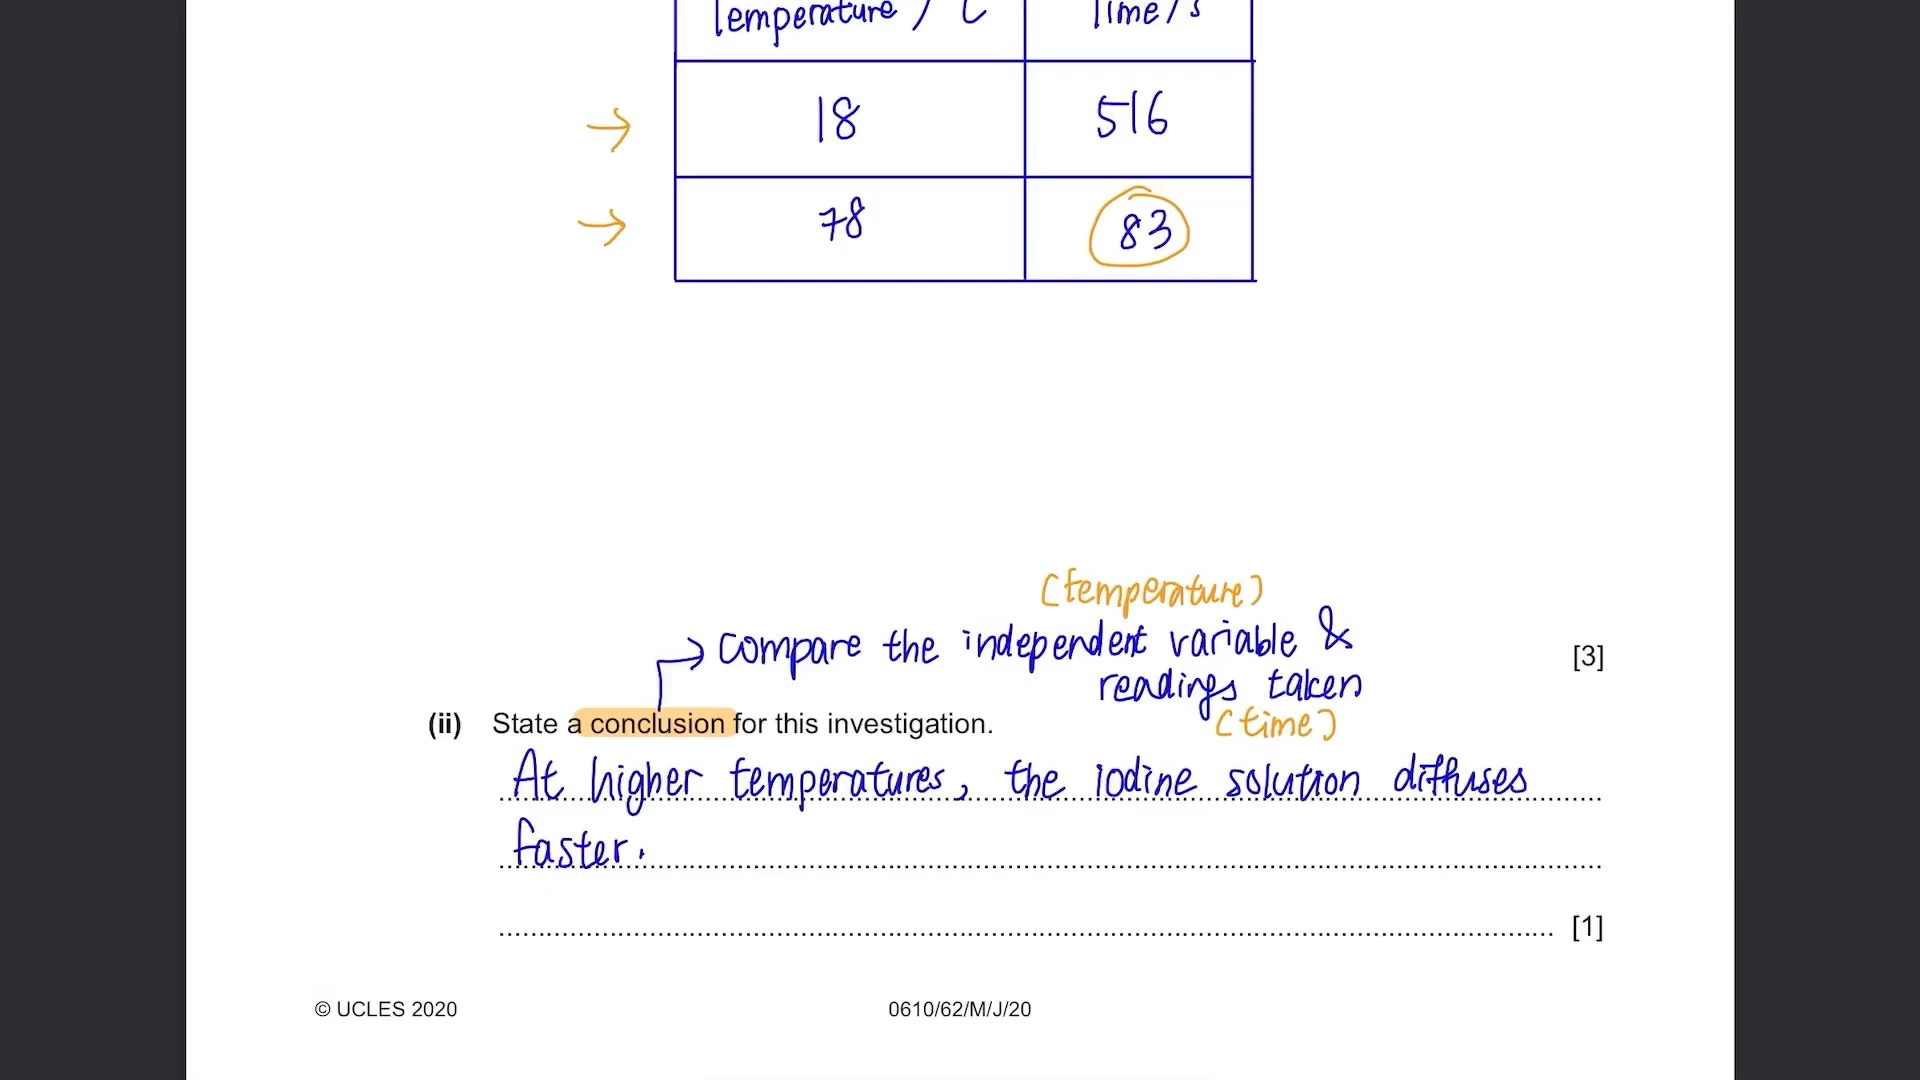 Temperature / °C Time / s
18 516
78 83
(temperature)
compare the independent variable &
readings taken
[3]
(ii) State a conclusion for this investigation.
(time)
At higher temperatures, the iodine solution diffuses
faster.
[1]
© UCLES 2020 0610/62/M/J/20